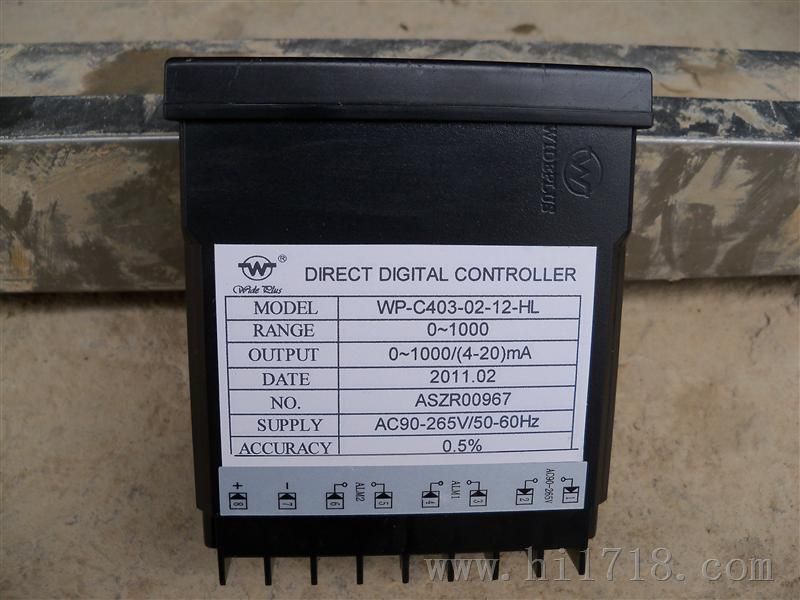 WIDEPLUS
W ®
Wide Plus
DIRECT DIGITAL CONTROLLER
MODEL WP-C403-02-12-HL
RANGE 0~1000
OUTPUT 0~1000/(4-20)mA
DATE 2011.02
NO. ASZR00967
SUPPLY AC90-265V/50-60Hz
ACCURACY 0.5%
+ - ALM2 ALM1 AC90-265V
8 7 6 5 4 3 2 1
www.hi1718.com